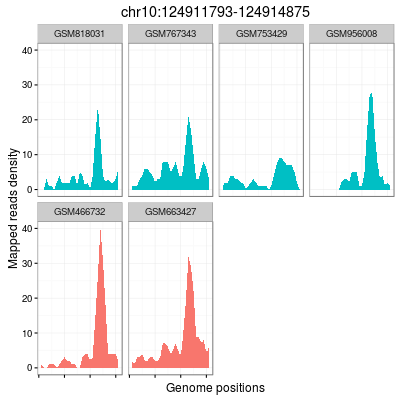 chr10:124911793-124914875
GSM818031 GSM767343 GSM753429 GSM956008
40
30
20
10
0
GSM466732 GSM663427
40
30
20
10
0
Mapped reads density
Genome positions